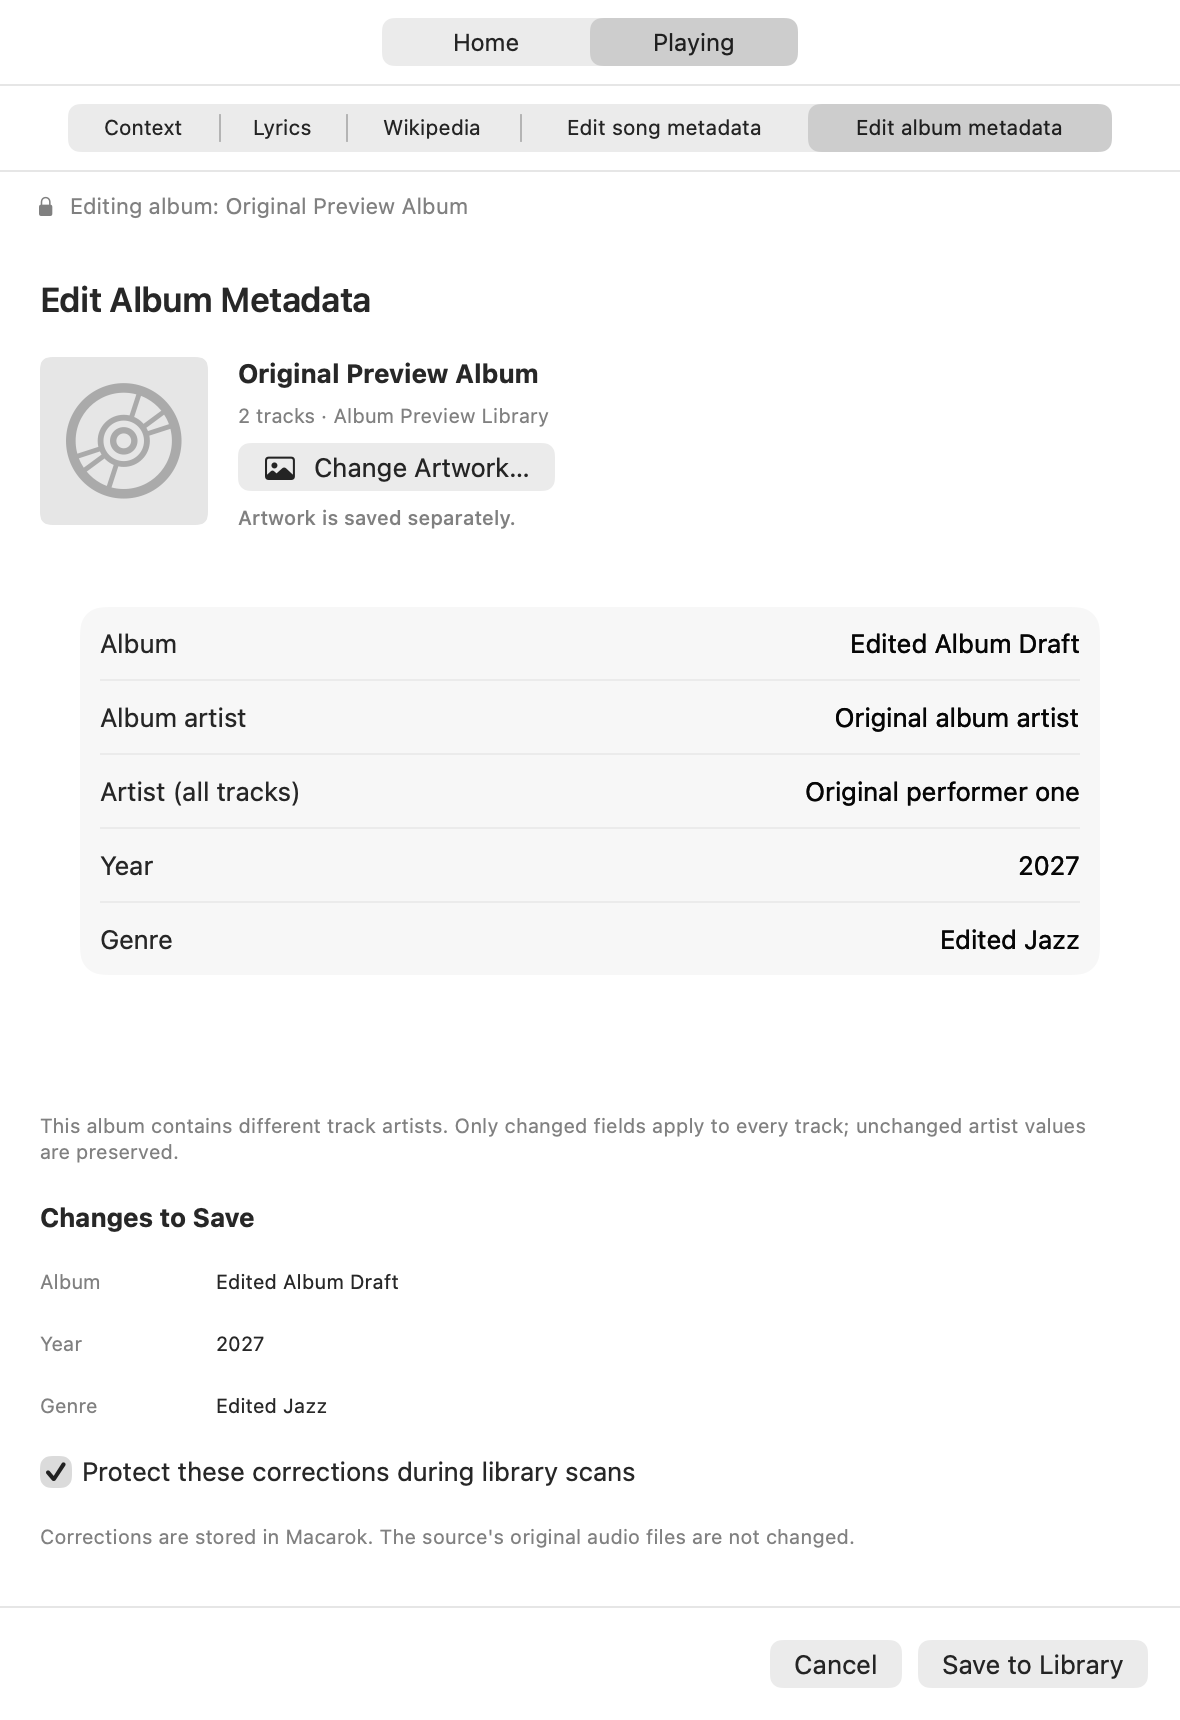 Home Playing
Context Lyrics Wikipedia Edit song metadata Edit album metadata
Editing album: Original Preview Album
Edit Album Metadata
Original Preview Album
2 tracks · Album Preview Library
Change Artwork...
Artwork is saved separately.
Album Edited Album Draft
Album artist Original album artist
Artist (all tracks) Original performer one
Year 2027
Genre Edited Jazz
This album contains different track artists. Only changed fields apply to every track; unchanged artist values
are preserved.
Changes to Save
Album Edited Album Draft
Year 2027
Genre Edited Jazz
Protect these corrections during library scans
Corrections are stored in Macarok. The source's original audio files are not changed.
Cancel Save to Library